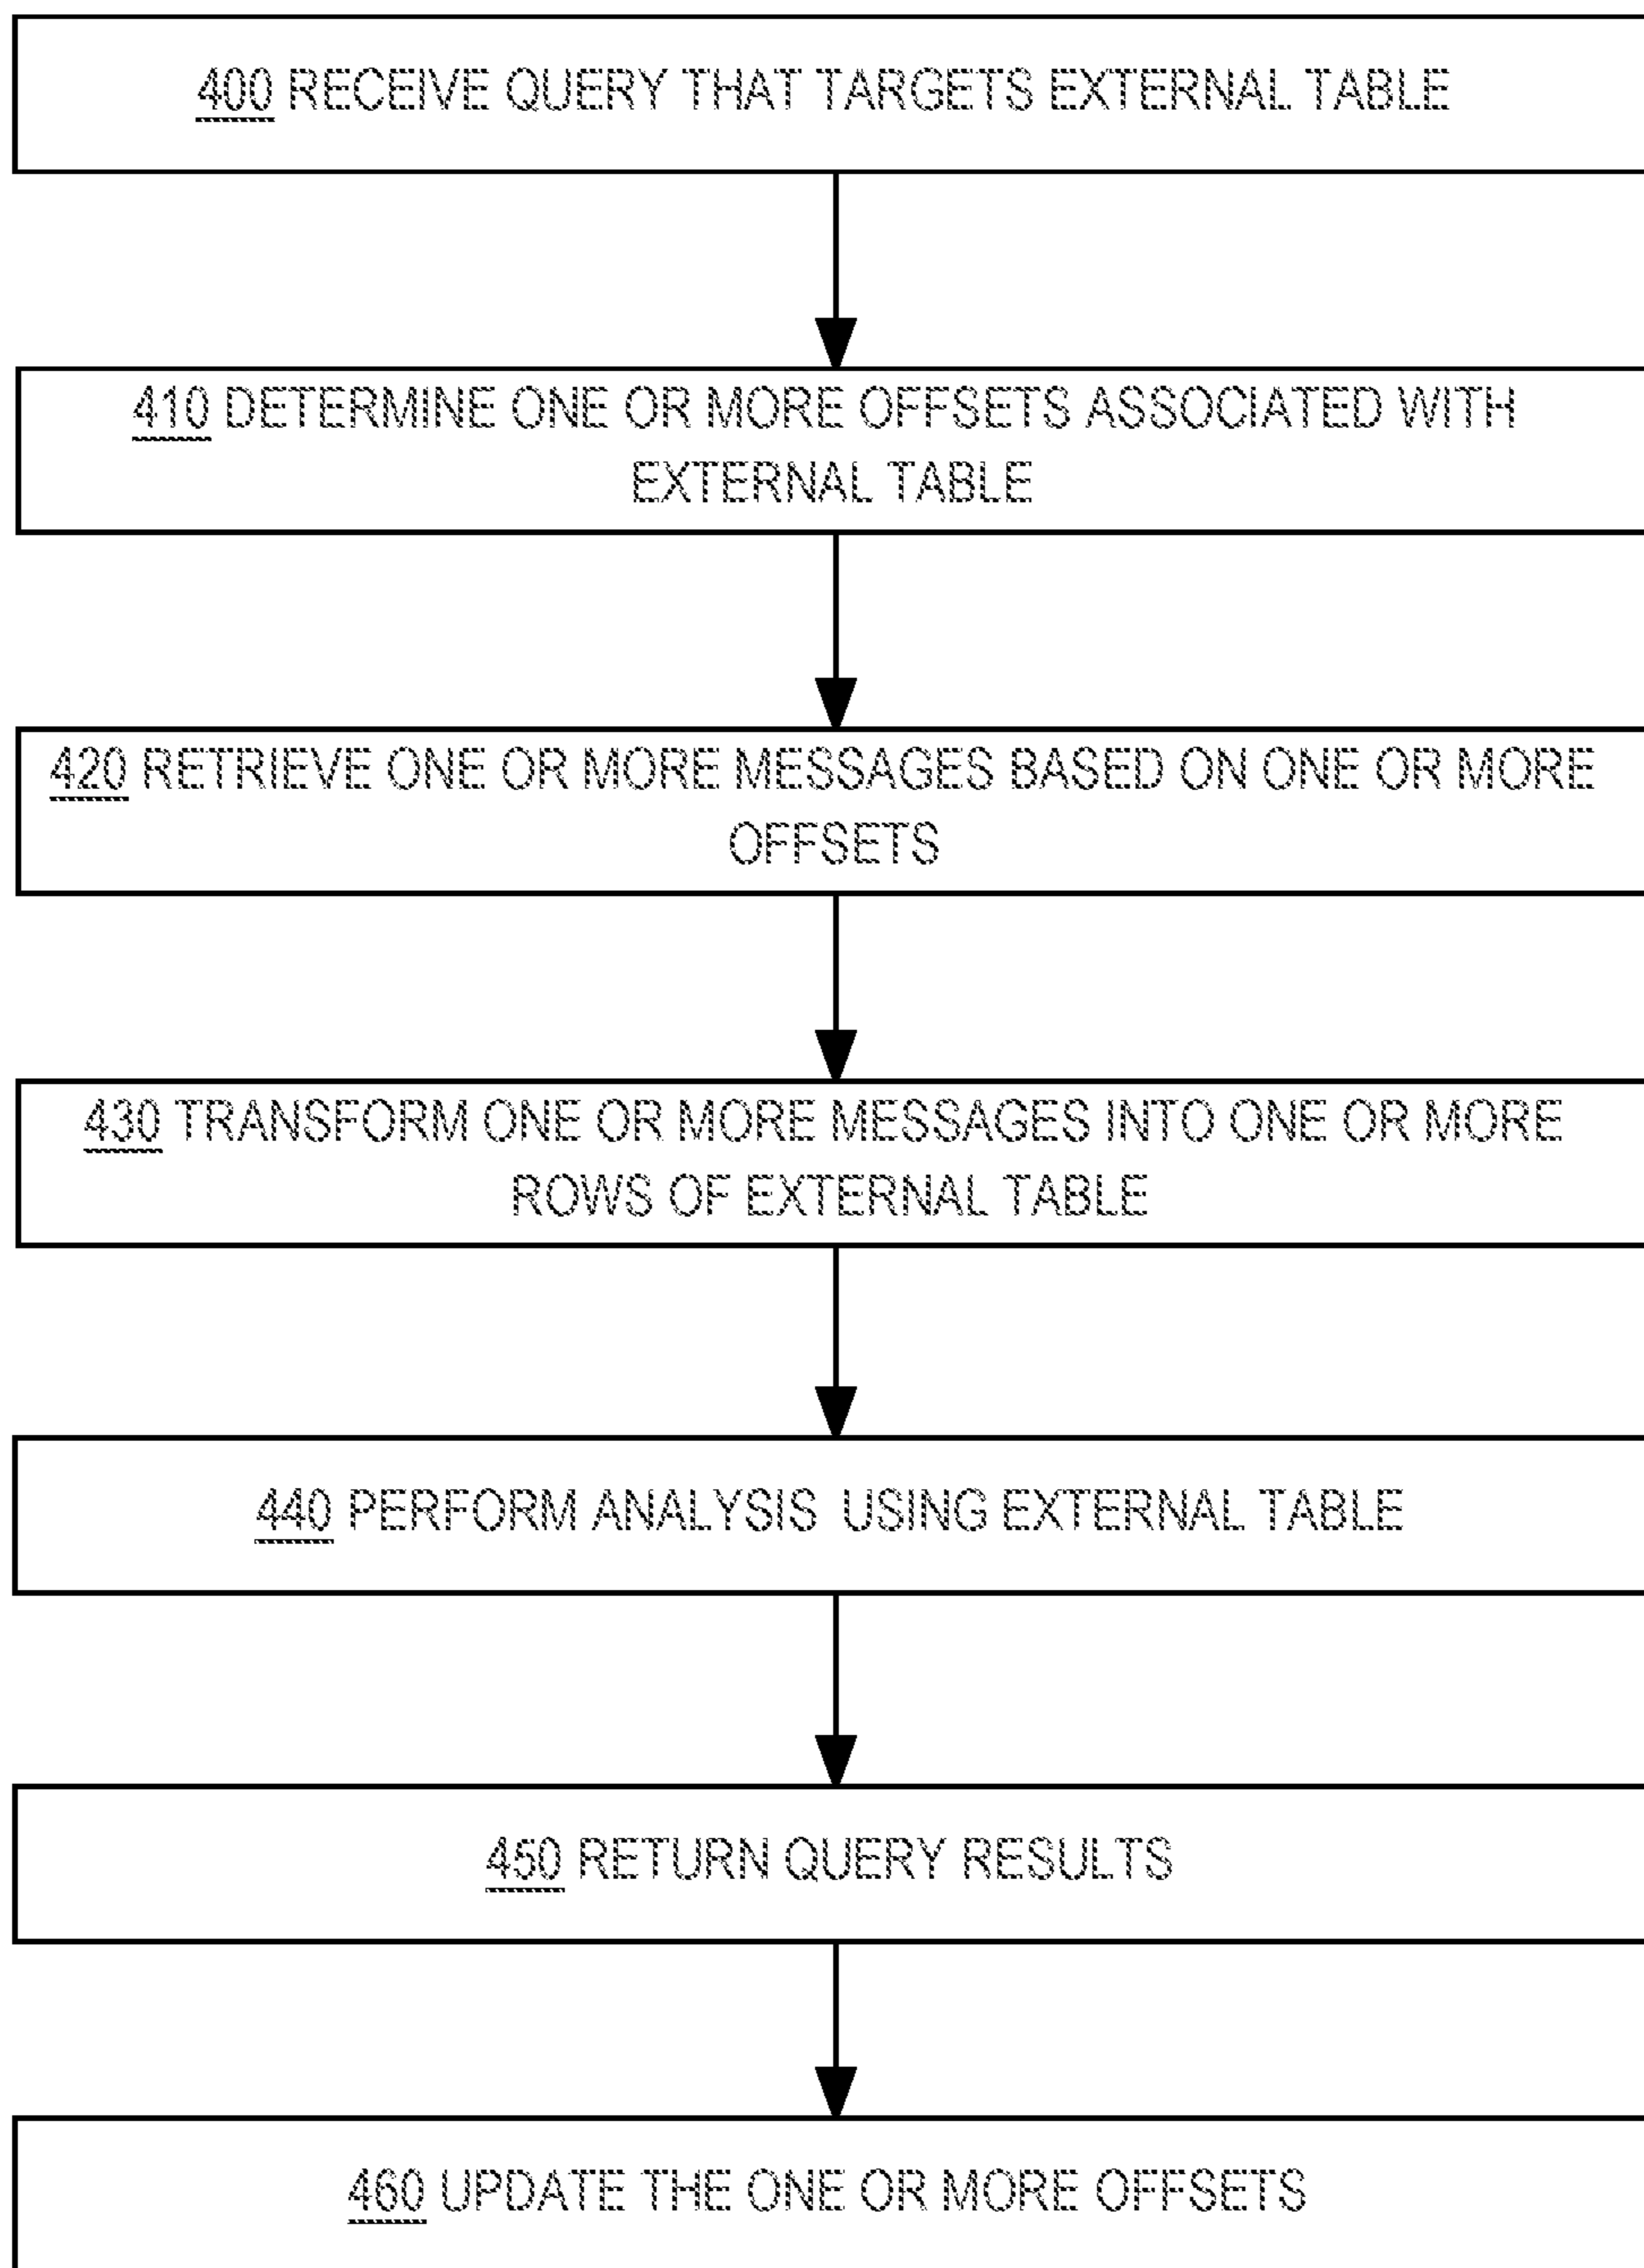 400 RECEIVE QUERY THAT TARGETS EXTERNAL TABLE
410 DETERMINE ONE OR MORE OFFSETS ASSOCIATED WITH
EXTERNAL TABLE
420 RETRIEVE ONE OR MORE MESSAGES BASED ON ONE OR MORE
OFFSETS
430 TRANSFORM ONE OR MORE MESSAGES INTO ONE OR MORE
ROWS OF EXTERNAL TABLE
440 PERFORM ANALYSIS USING EXTERNAL TABLE
450 RETURN QUERY RESULTS
460 UPDATE THE ONE OR MORE OFFSETS